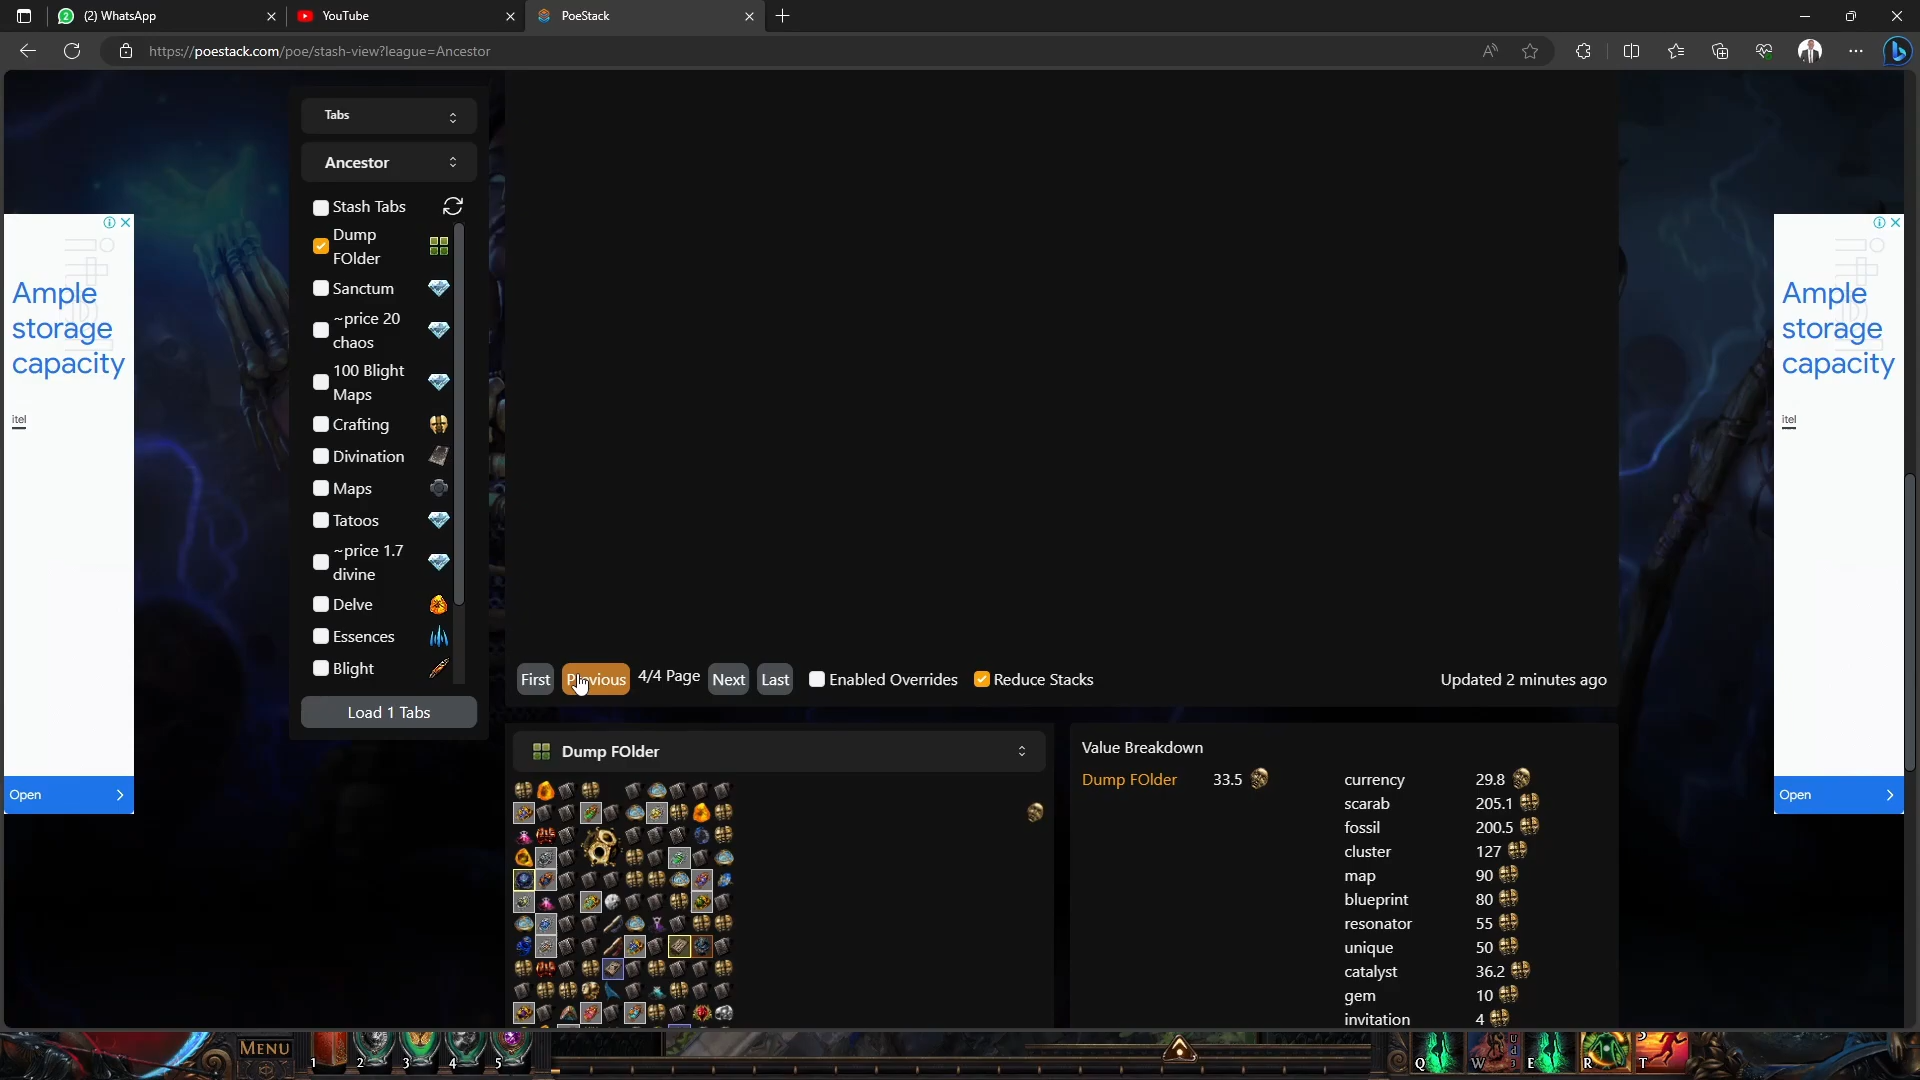 (2) WhatsApp
YouTube
PoeStack
https://poestack.com/poe/stash-view?league=Ancestor
Tabs
Ancestor
Stash Tabs
Dump
FOlder
Sanctum
~price 20
chaos
100 Blight
Maps
Crafting
Divination
Maps
Tatoos
~price 1.7
divine
Delve
Essences
Blight
Load 1 Tabs
Ample
storage
capacity
itel
Open
First
Previous
4/4 Page
Next
Last
Enabled Overrides
Reduce Stacks
Updated 2 minutes ago
Dump FOlder
Value Breakdown
Dump FOlder 33.5
currency 29.8
scarab 205.1
fossil 200.5
cluster 127
map 90
blueprint 80
resonator 55
unique 50
catalyst 36.2
gem 10
invitation 4
Ample
storage
capacity
itel
Open
MENU
1 2 3 4 5
Q W E R T